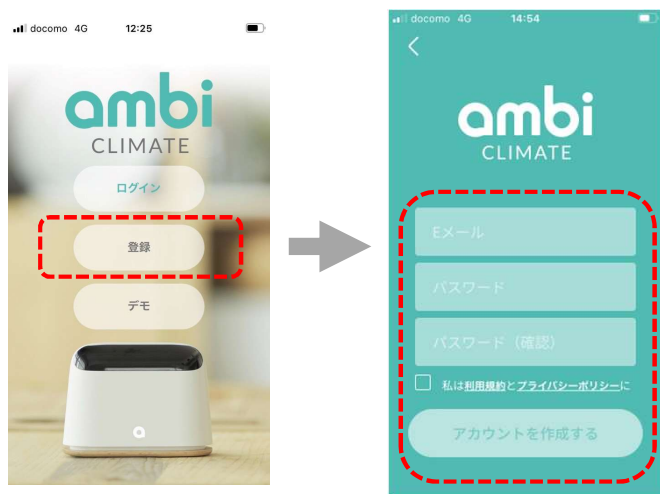 docomo 4G 12:25
ambi
CLIMATE
ログイン
登録
デモ
a
docomo 4G 14:54
ambi
CLIMATE
Eメール
パスワード
パスワード（確認）
私は利用規約とプライバシーポリシーに
アカウントを作成する